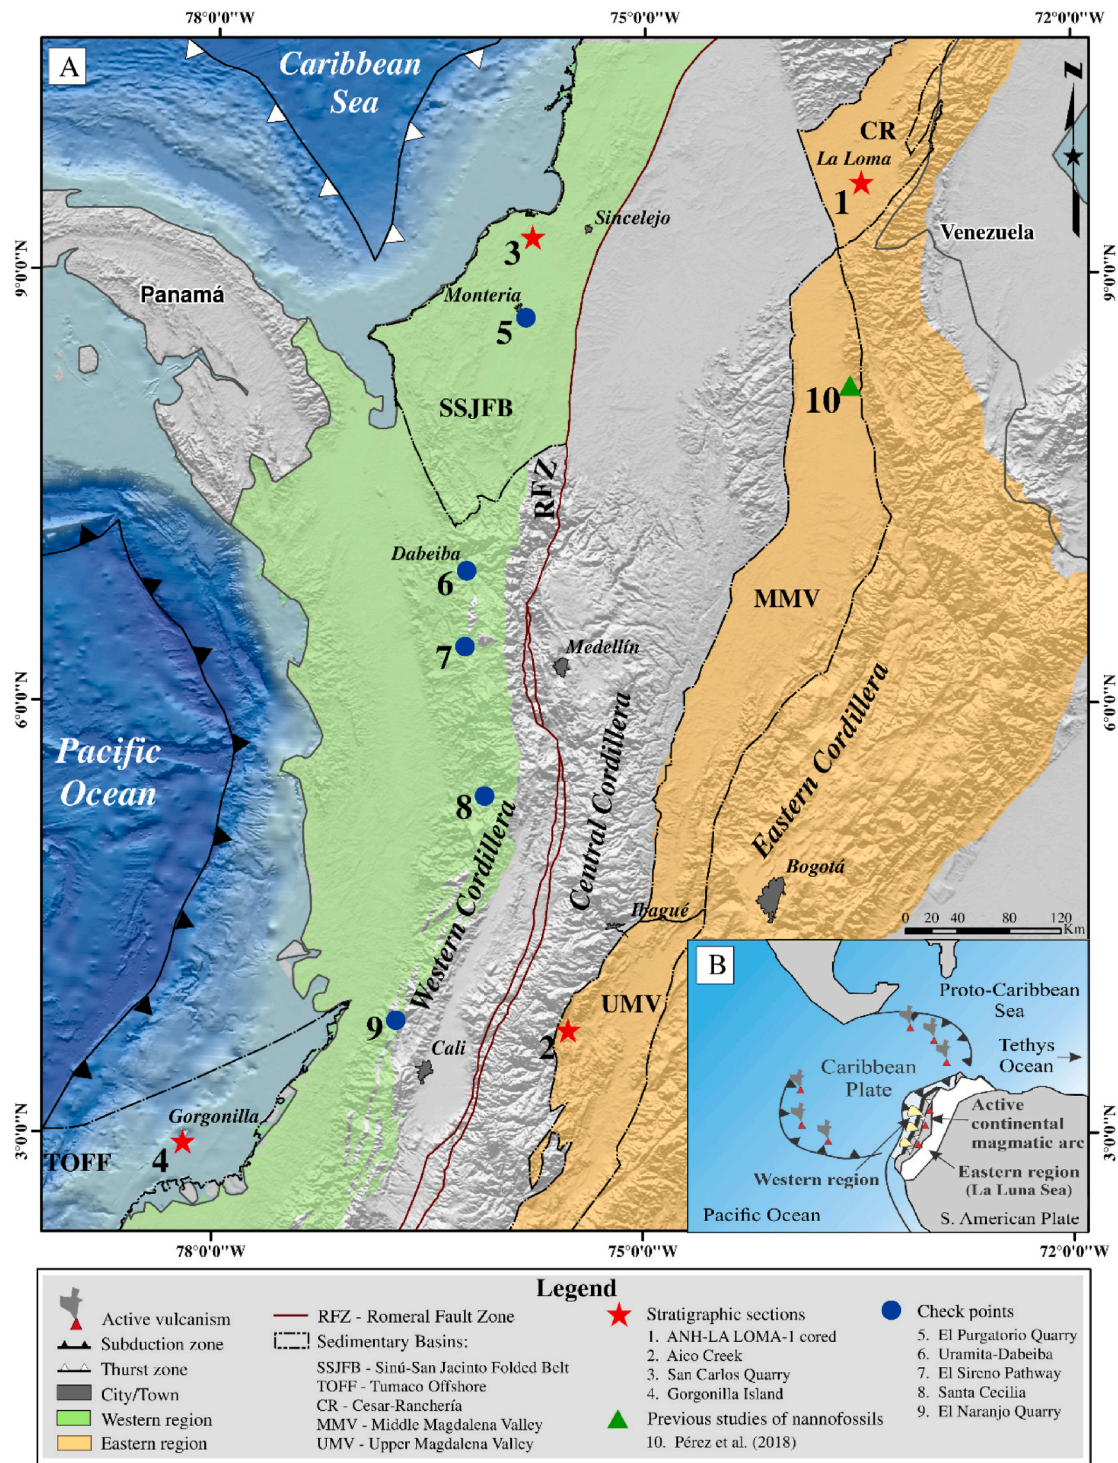 78°0'0"W
75°0'0"W
72°0'0"W
A
Caribbean
Sea
z
CR
La Loma
1
Sincelejo
3
Venezuela
9°0'0"N
9°0'0"N
Panamá
Monteria
5
10
SSJFB
RFZ
Dabeiba
6
MMV
7
Medellín
6°0'0"N
6°0'0"N
Pacific
Ocean
8
Western Cordillera
Central Cordillera
Eastern Cordillera
Bogotá
Ibagué
0 20 40 80 120
Km
UMV
9
Cali
2
Gorgonilla
4
TOFF
3°0'0"N
3°0'0"N
B
Proto-Caribbean
Sea
Tethys
Ocean
Caribbean
Plate
Active
continental
magmatic arc
Western region
Eastern region
(La Luna Sea)
Pacific Ocean
S. American Plate
78°0'0"W
75°0'0"W
72°0'0"W
Legend
Active vulcanism
Subduction zone
Thurst zone
City/Town
Western region
Eastern region
RFZ - Romeral Fault Zone
Sedimentary Basins:
SSJFB - Sinú-San Jacinto Folded Belt
TOFF - Tumaco Offshore
CR - Cesar-Ranchería
MMV - Middle Magdalena Valley
UMV - Upper Magdalena Valley
Stratigraphic sections
1. ANH-LA LOMA-1 cored
2. Aico Creek
3. San Carlos Quarry
4. Gorgonilla Island
Previous studies of nannofossils
10. Pérez et al. (2018)
Check points
5. El Purgatorio Quarry
6. Uramita-Dabeiba
7. El Sireno Pathway
8. Santa Cecilia
9. El Naranjo Quarry